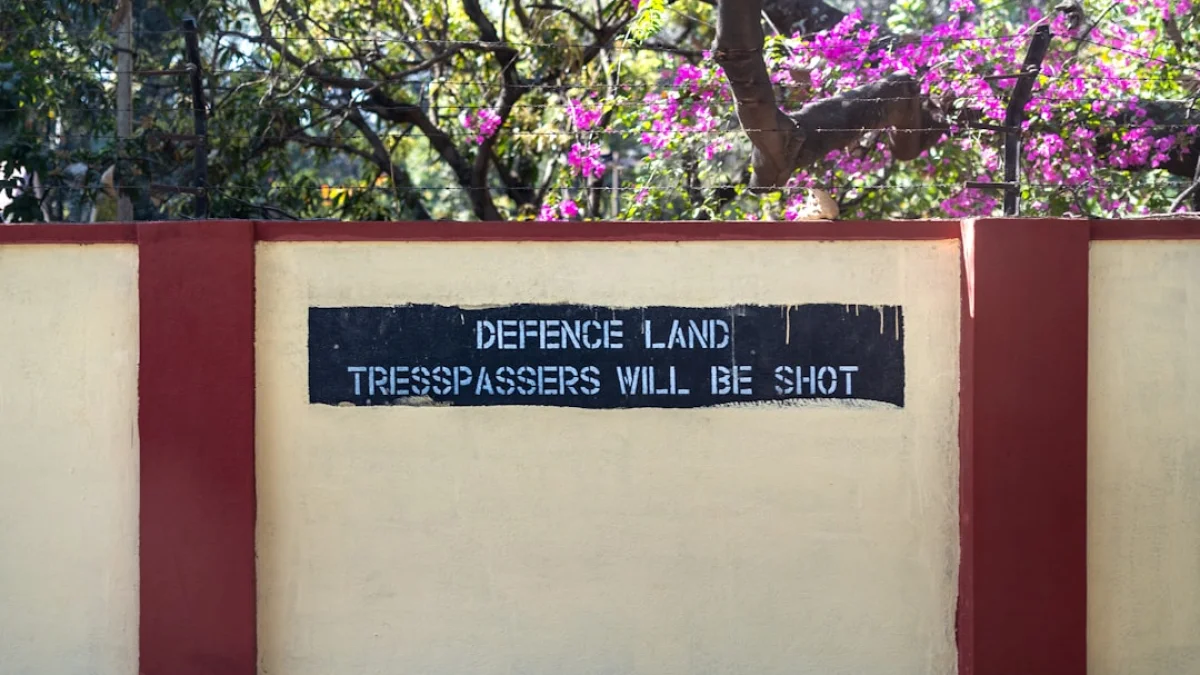 DEFENCE LAND
TRESSPASSERS WILL BE SHOT